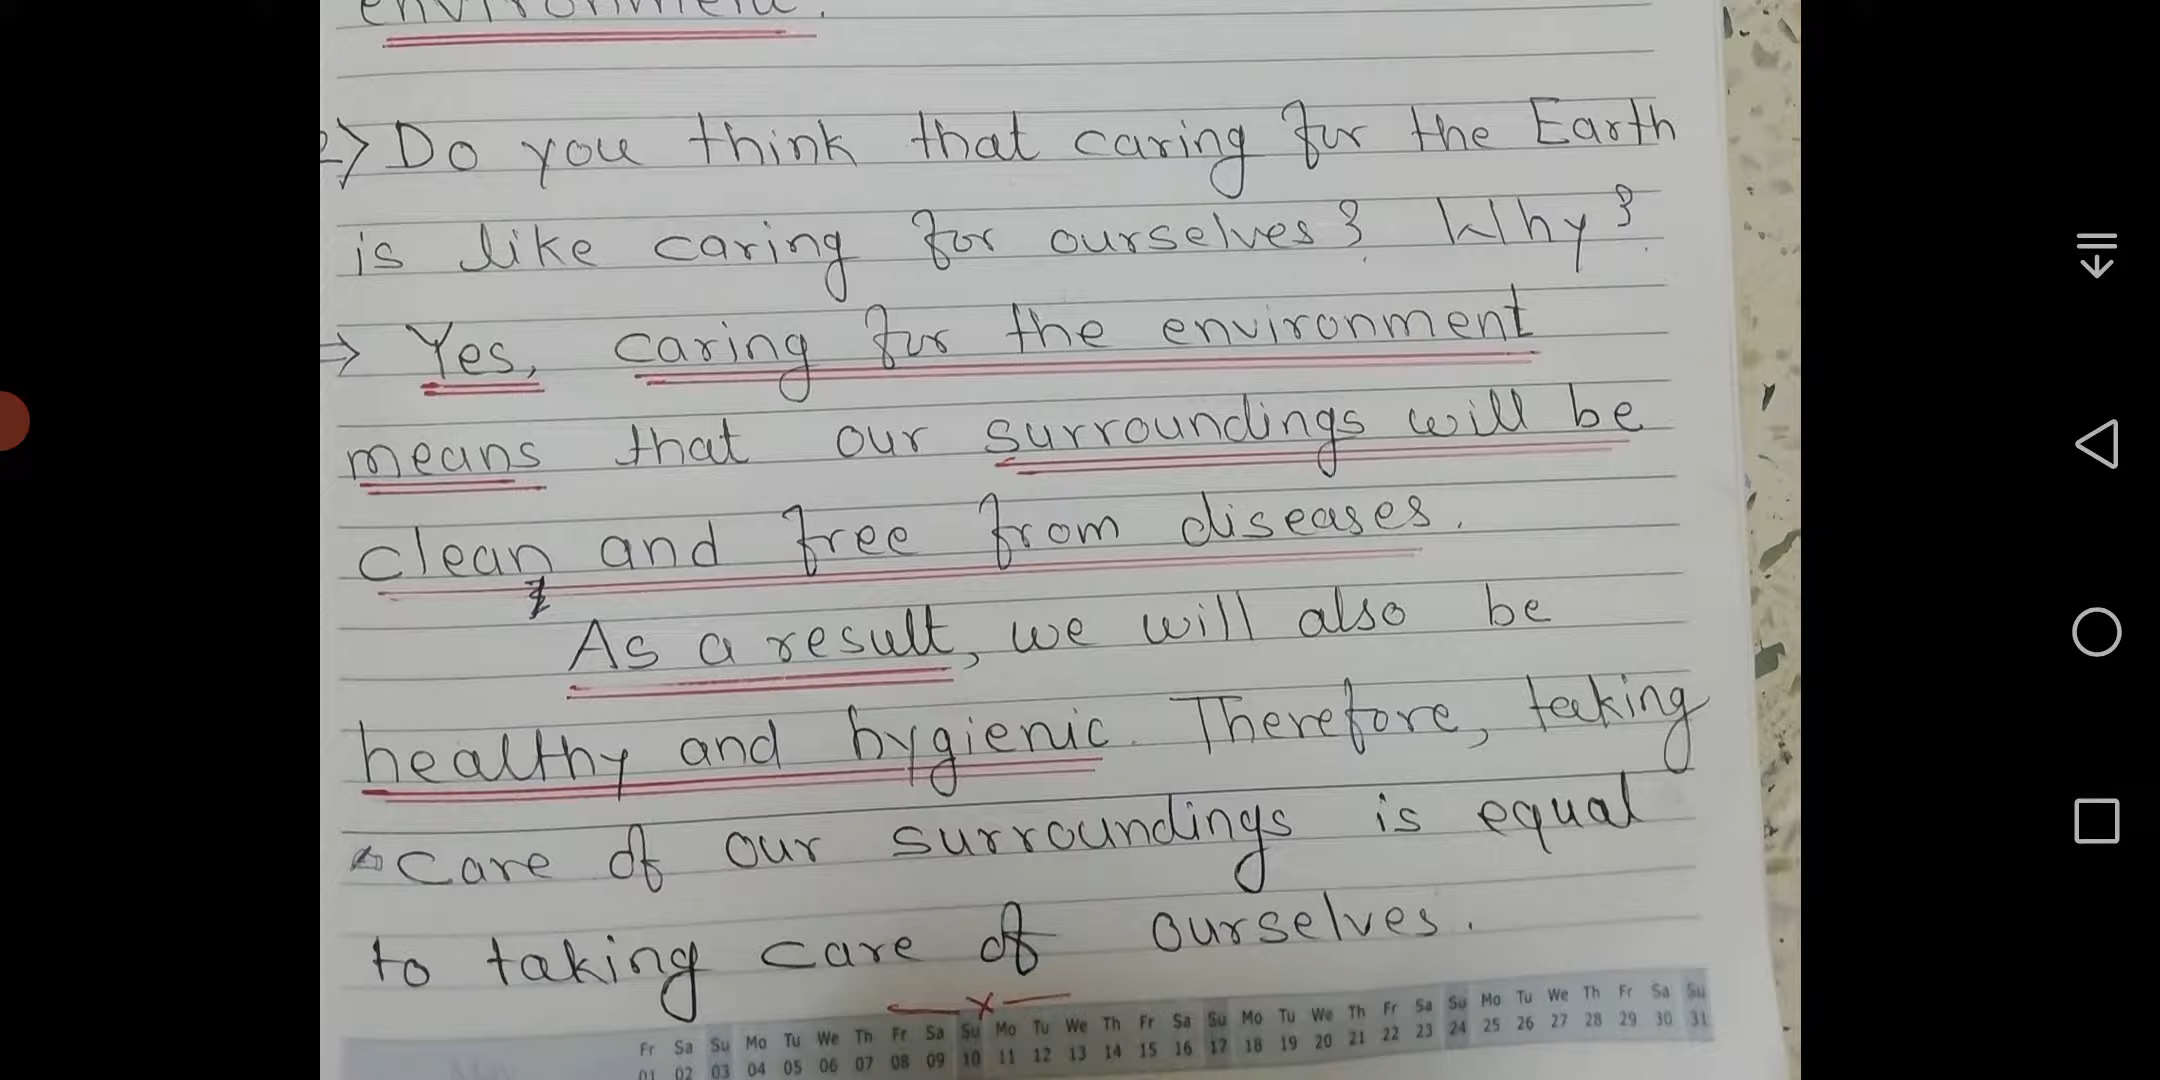 environment.
2) Do you think that caring for the Earth
is like caring for ourselves? Why?
⇒ Yes, caring for the environment
means that our surroundings will be
clean and free from diseases.
As a result, we will also be
healthy and hygienic. Therefore, taking
care of our surroundings is equal
to taking care of ourselves.
Fr Sa Su Mo Tu We Th Fr Sa Su Mo Tu We Th Fr Sa Su Mo Tu We Th Fr Sa Su Mo Tu We Th Fr Sa Su
01 02 03 04 05 06 07 08 09 10 11 12 13 14 15 16 17 18 19 20 21 22 23 24 25 26 27 28 29 30 31
May